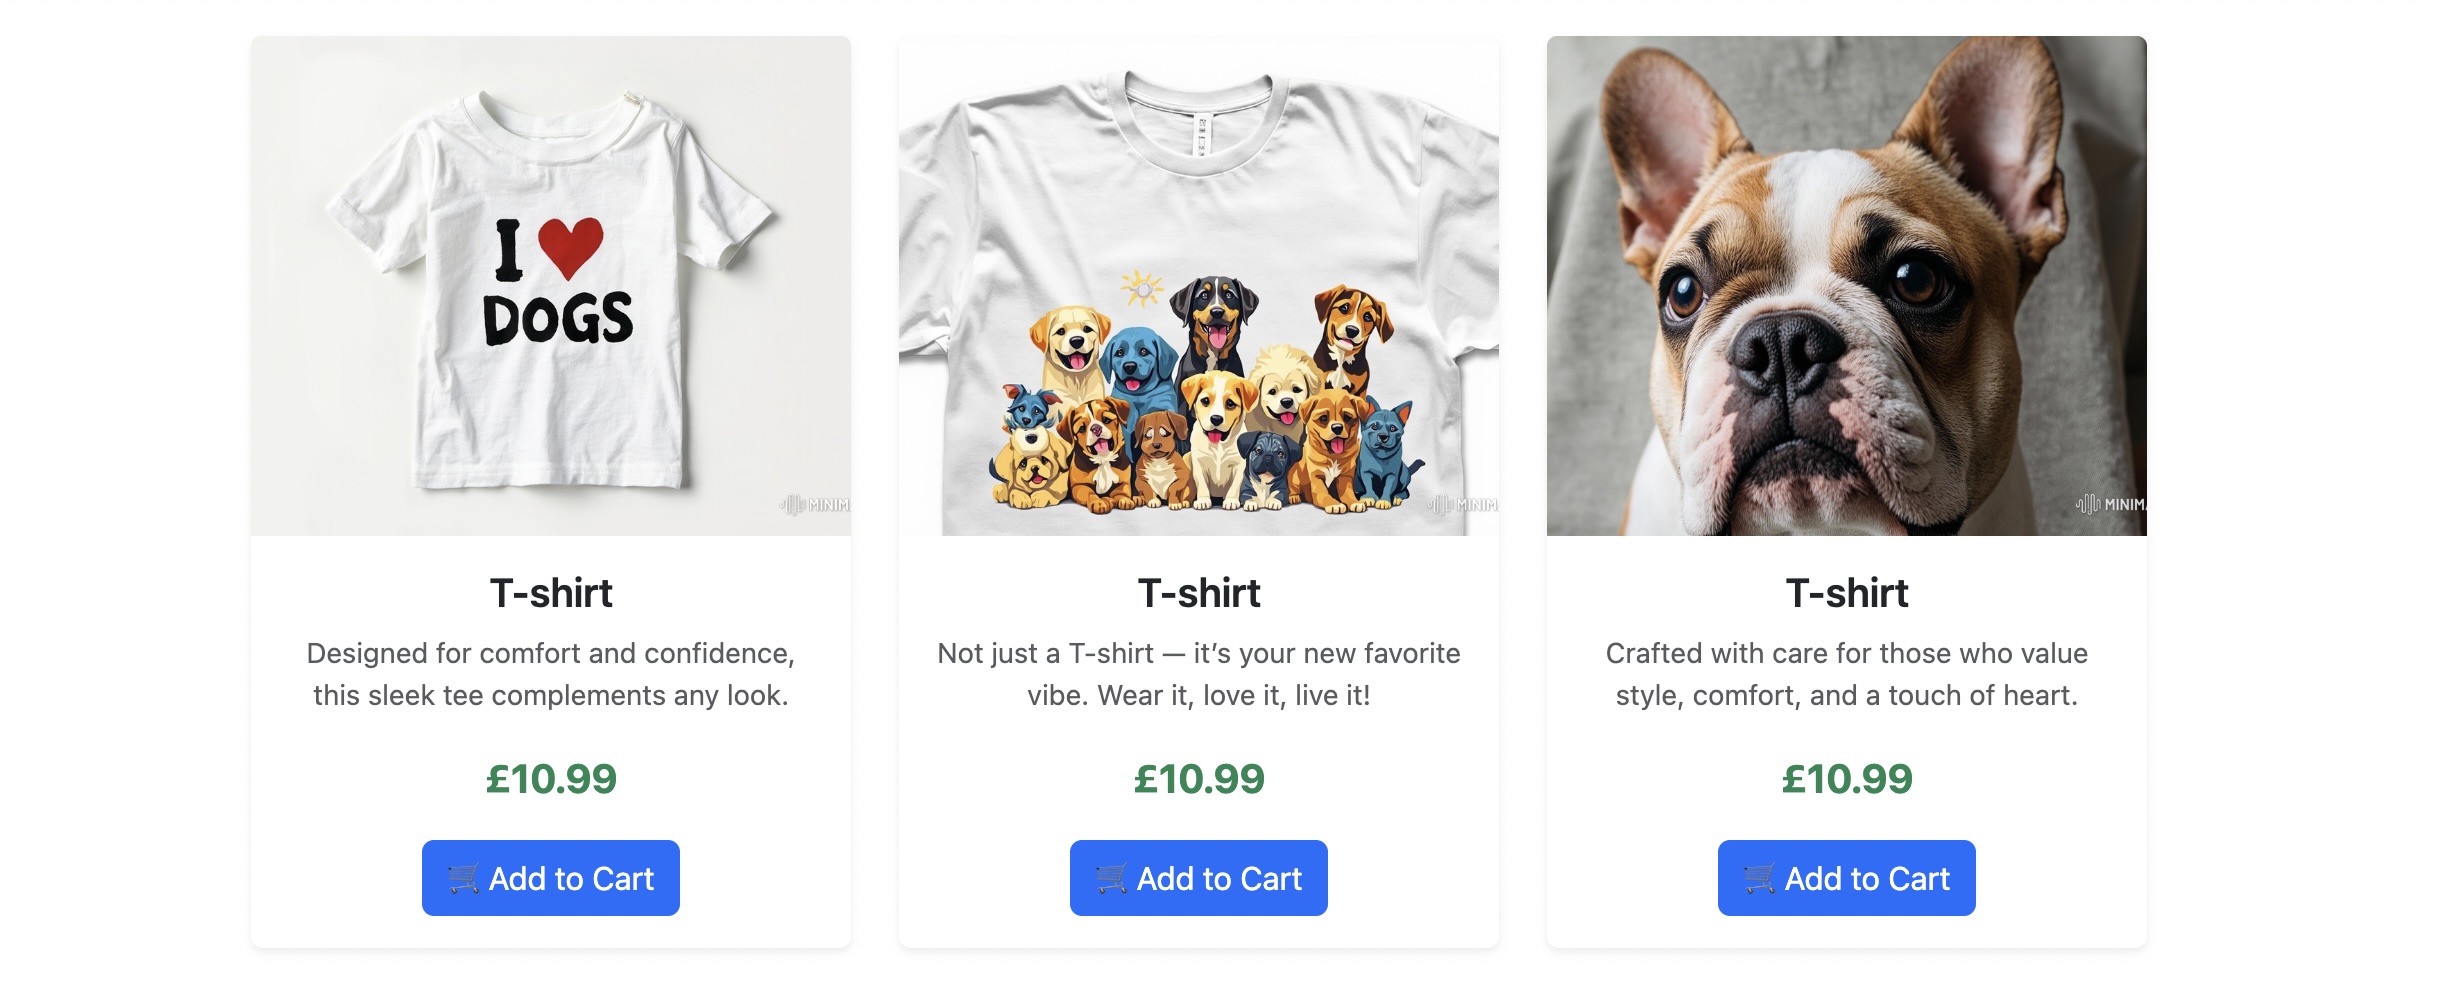 I ❤
DOGS
MINIM
MINIM
MINIM
T-shirt
Designed for comfort and confidence,
this sleek tee complements any look.
£10.99
🛒 Add to Cart
T-shirt
Not just a T-shirt — it’s your new favorite
vibe. Wear it, love it, live it!
£10.99
🛒 Add to Cart
T-shirt
Crafted with care for those who value
style, comfort, and a touch of heart.
£10.99
🛒 Add to Cart